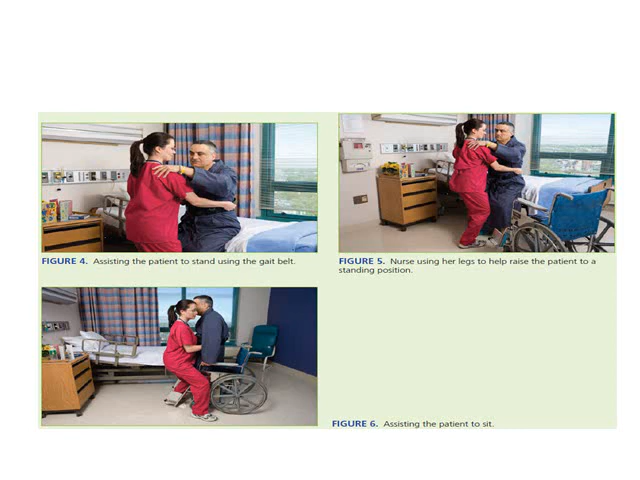 FIGURE 4. Assisting the patient to stand using the gait belt.
FIGURE 5. Nurse using her legs to help raise the patient to a
standing position.
FIGURE 6. Assisting the patient to sit.